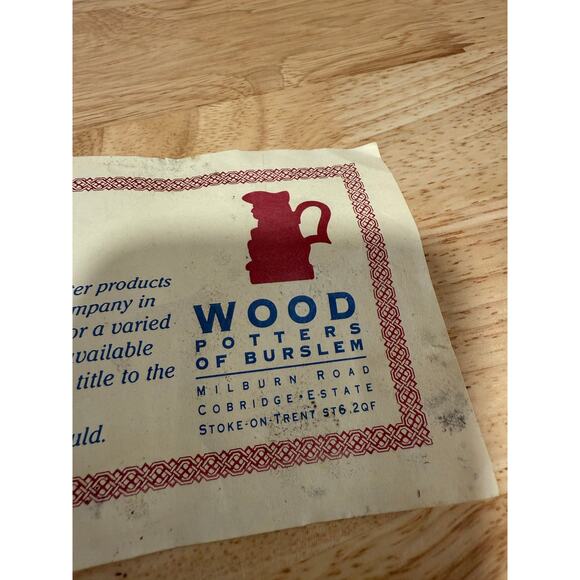 ter products
ompany in
or a varied
available
title to the
uld.
WOOD
POTTERS
OF BURSLEM
MILBURN ROAD
COBRIDGE·ESTATE
STOKE-ON-TRENT ST6.2QF